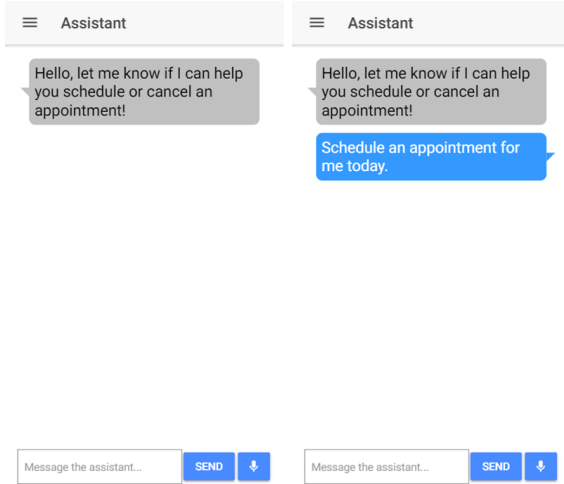 Assistant
Hello, let me know if I can help
you schedule or cancel an
appointment!
Message the assistant...
SEND
Assistant
Hello, let me know if I can help
you schedule or cancel an
appointment!
Schedule an appointment for
me today.
Message the assistant...
SEND